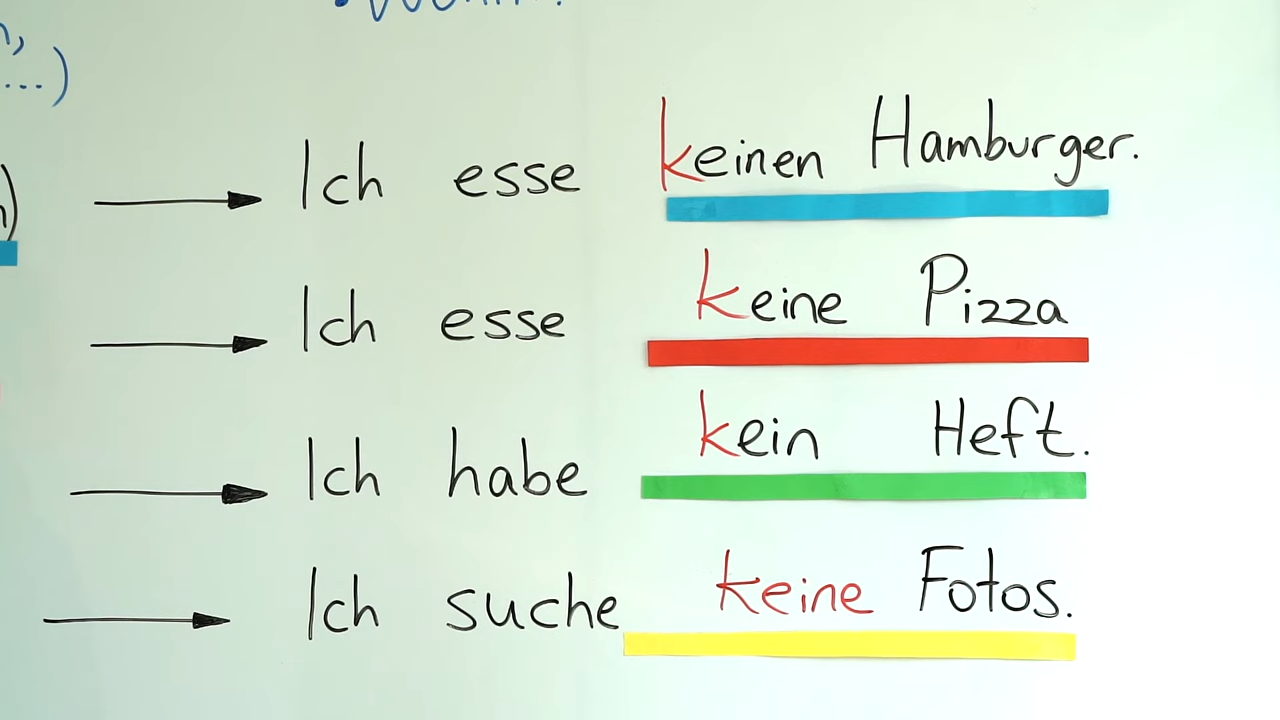 ...)
Ich esse keinen Hamburger.
Ich esse keine Pizza
Ich habe kein Heft.
Ich suche keine Fotos.